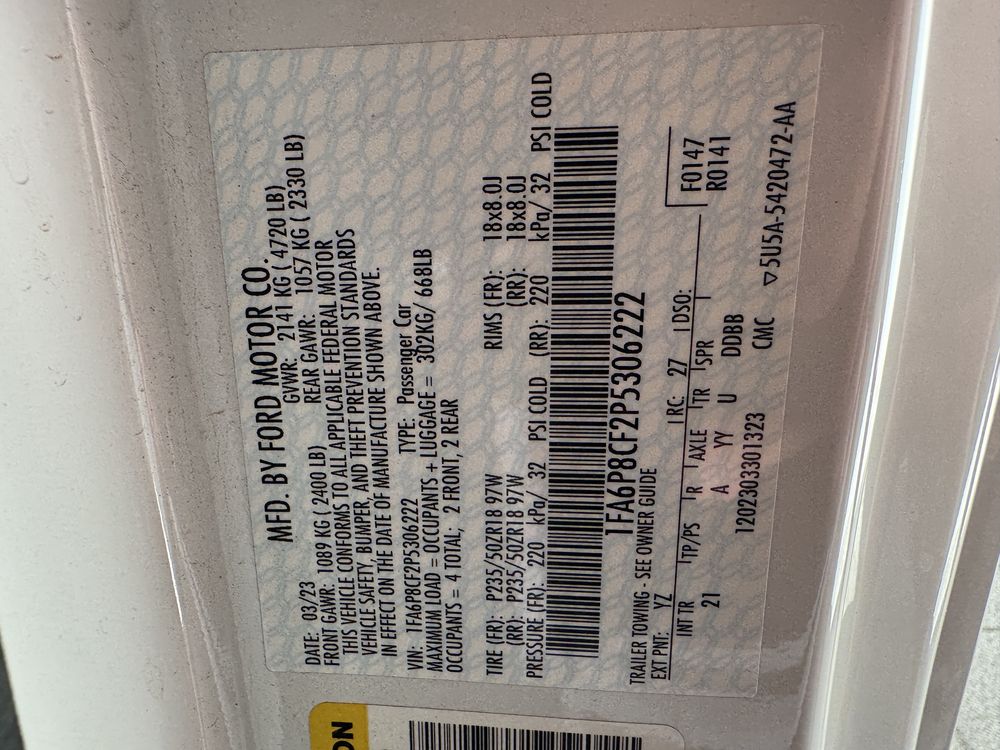 MFD. BY FORD MOTOR CO.
DATE: 03/23 GVWR: 2141 KG ( 4720 LB)
FRONT GAWR: 1089 KG ( 2400 LB) REAR GAWR: 1057 KG ( 2330 LB)
THIS VEHICLE CONFORMS TO ALL APPLICABLE FEDERAL MOTOR
VEHICLE SAFETY, BUMPER, AND THEFT PREVENTION STANDARDS
IN EFFECT ON THE DATE OF MANUFACTURE SHOWN ABOVE.
VIN: 1FA6P8CF2P5306222 TYPE: Passenger Car
MAXIMUM LOAD = OCCUPANTS + LUGGAGE = 302KG/ 668LB
OCCUPANTS = 4 TOTAL; 2 FRONT, 2 REAR
TIRE (FR): P235/50ZR18 97W RIMS (FR): 18x8.0J
(RR): P235/50ZR18 97W (RR): 18x8.0J
PRESSURE (FR): 220 kPa/ 32 PSI COLD (RR): 220 kPa/ 32 PSI COLD
1FA6P8CF2P5306222
TRAILER TOWING - SEE OWNER GUIDE
EXT PNT: YZ RC: 27 DSO: F0147
INT TR TP/PS R AXLE TR SPR R0141
21 A YY U DDBB
1202303301323 CMC ▽5U5A-5420472-AA
ON